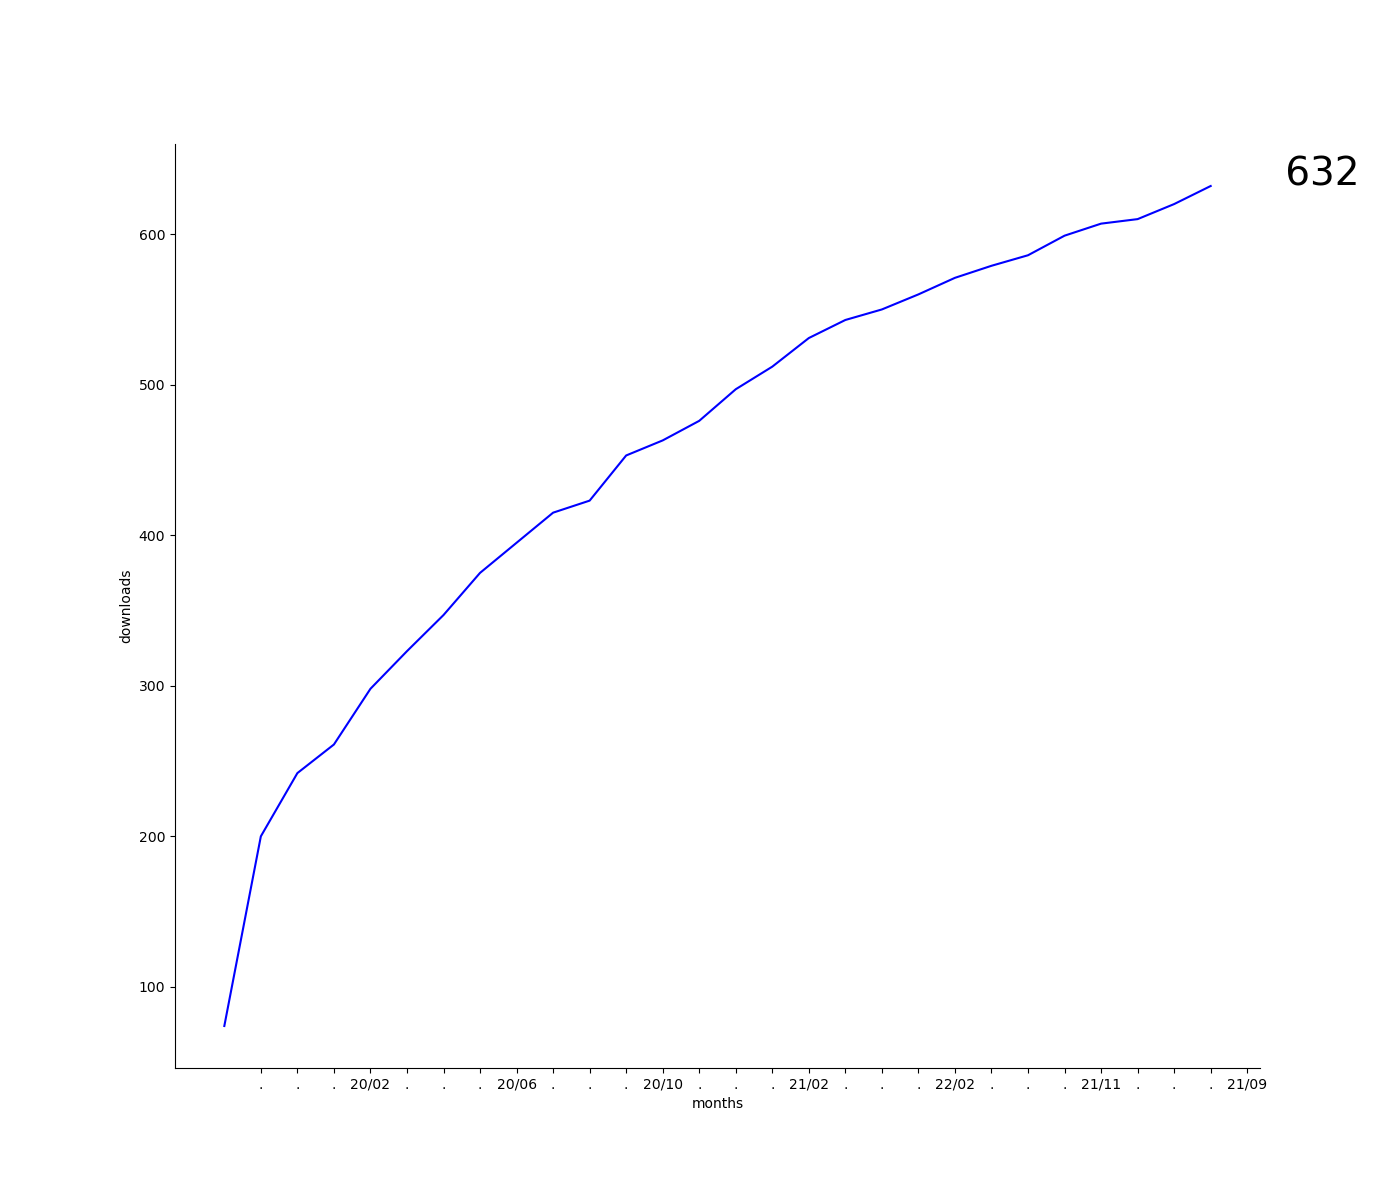 632
600
500
400
300
200
100
downloads
. . . 20/02 . . . 20/06 . . . 20/10 . . . 21/02 . . . 22/02 . . . 21/11 . . . 21/09
months